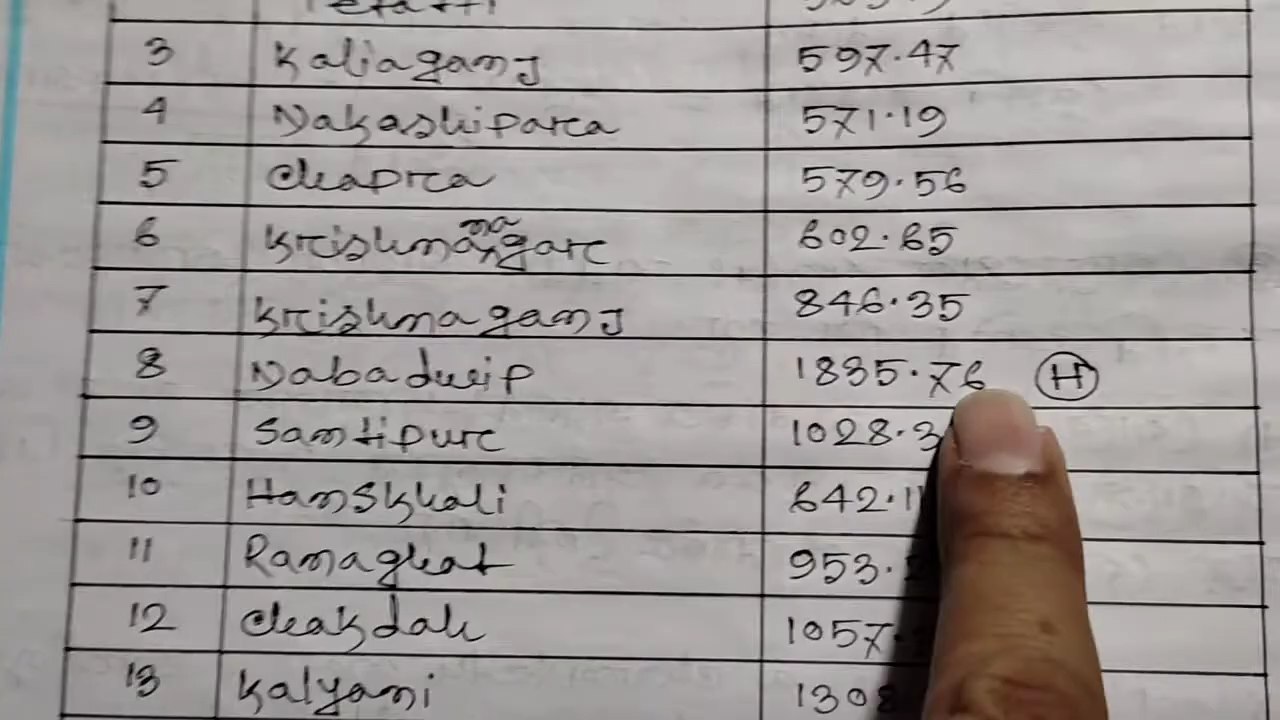 3 Kaliaganj 597.47
4 Nakashipara 571.19
5 Chapra 579.56
6 Krishnanagar 602.65
7 Krishnaganj 846.35
8 Nabadwip 1835.76 H
9 Santipur 1028.3
10 Hanskhali 642.1
11 Ranaghat 953.
12 Chakdah 1057.
13 Kalyani 1308